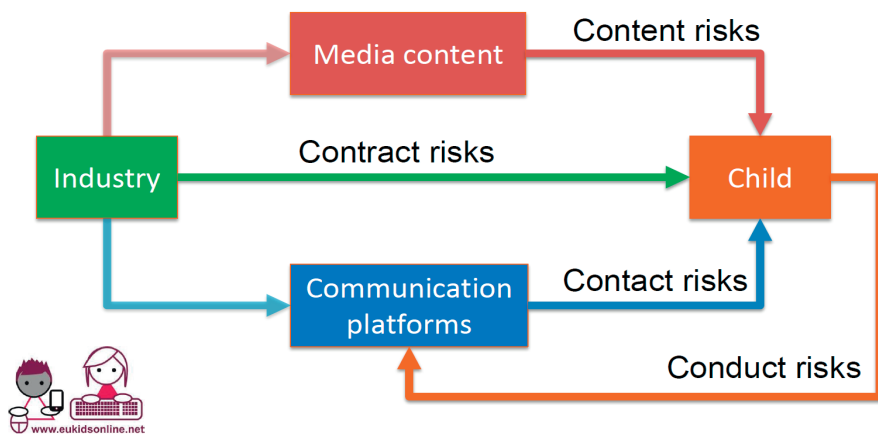 Media content
Content risks
Industry
Contract risks
Child
Communication
platforms
Contact risks
Conduct risks
www.eukidsonline.net